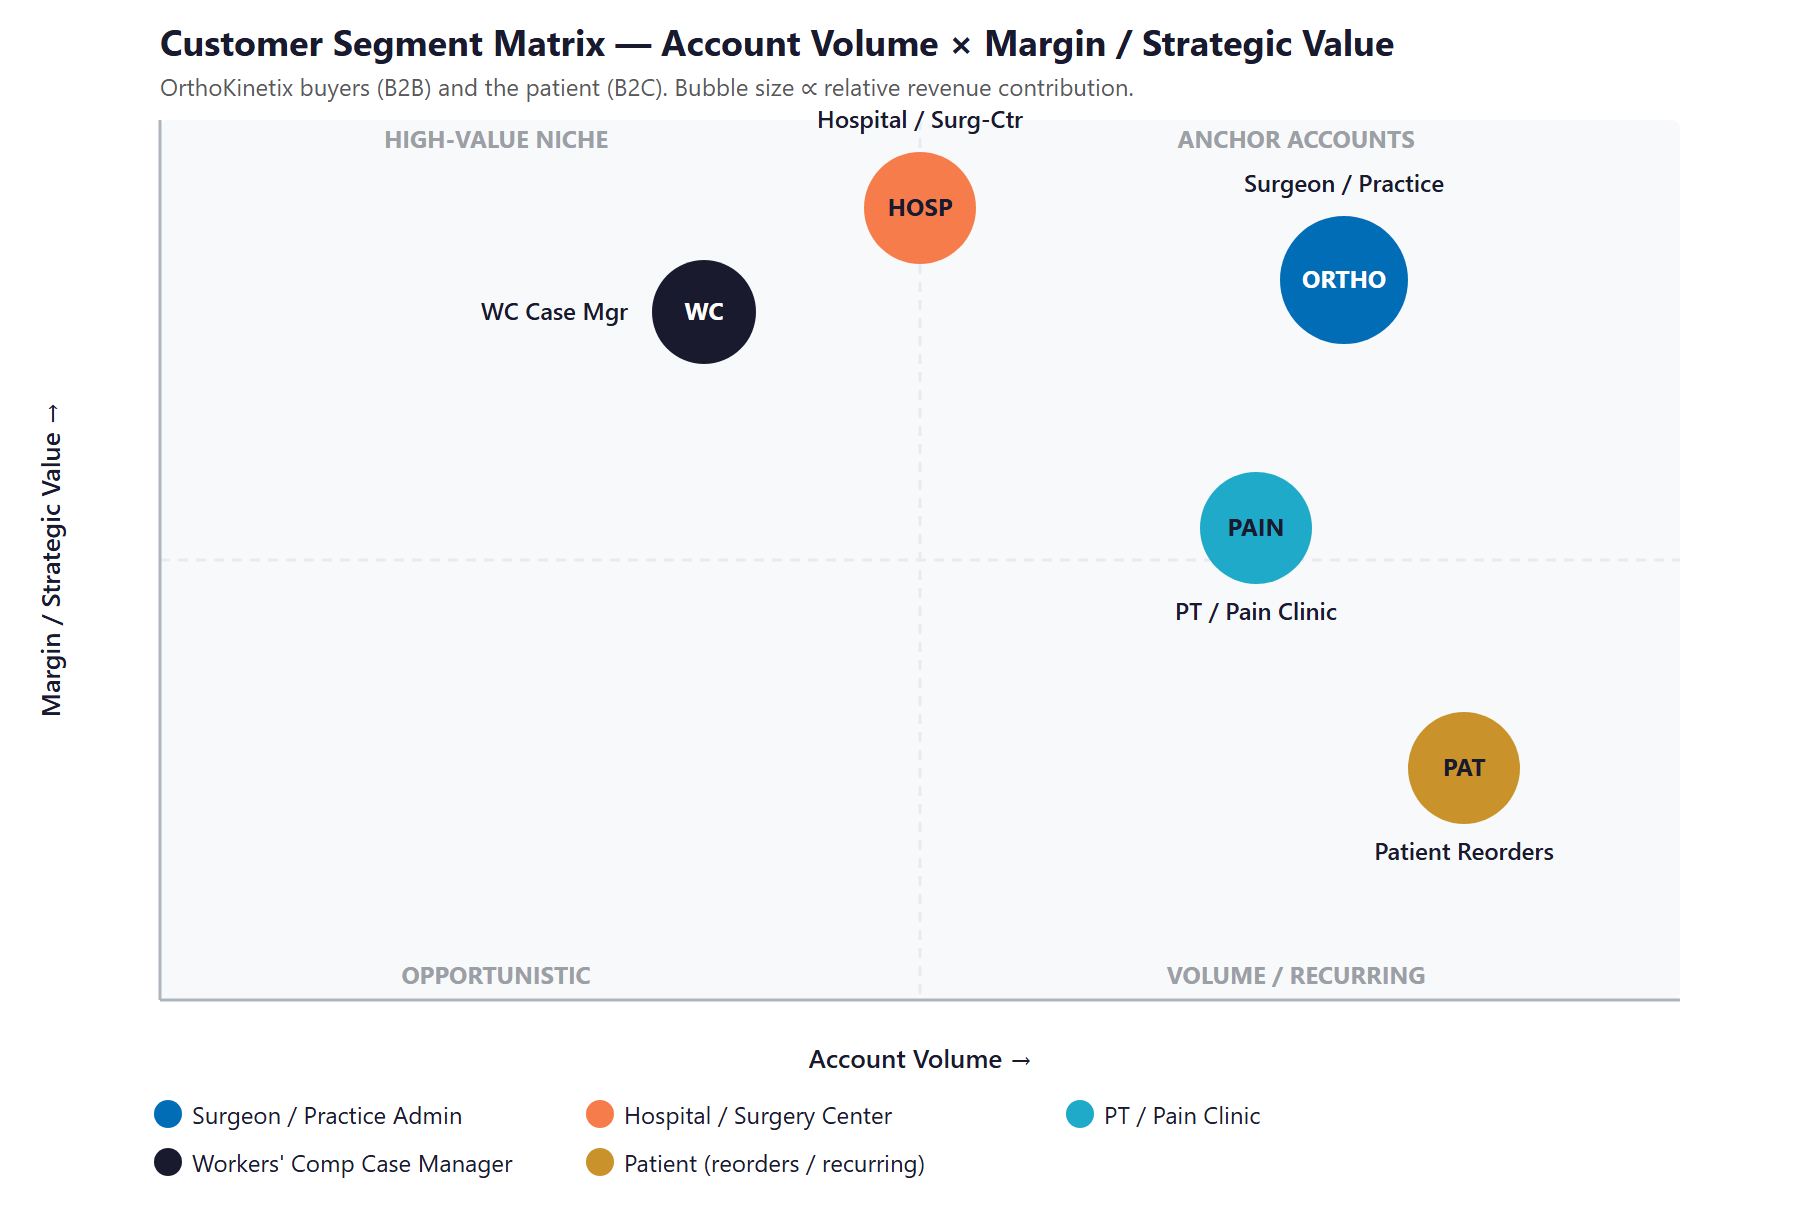 Customer Segment Matrix — Account Volume × Margin / Strategic Value
OrthoKinetix buyers (B2B) and the patient (B2C). Bubble size ∝ relative revenue contribution.
Hospital / Surg-Ctr
HIGH-VALUE NICHE
ANCHOR ACCOUNTS
Surgeon / Practice
HOSP
ORTHO
WC Case Mgr
WC
PAIN
PT / Pain Clinic
Margin / Strategic Value →
PAT
Patient Reorders
OPPORTUNISTIC
VOLUME / RECURRING
Account Volume →
Surgeon / Practice Admin
Hospital / Surgery Center
PT / Pain Clinic
Workers' Comp Case Manager
Patient (reorders / recurring)